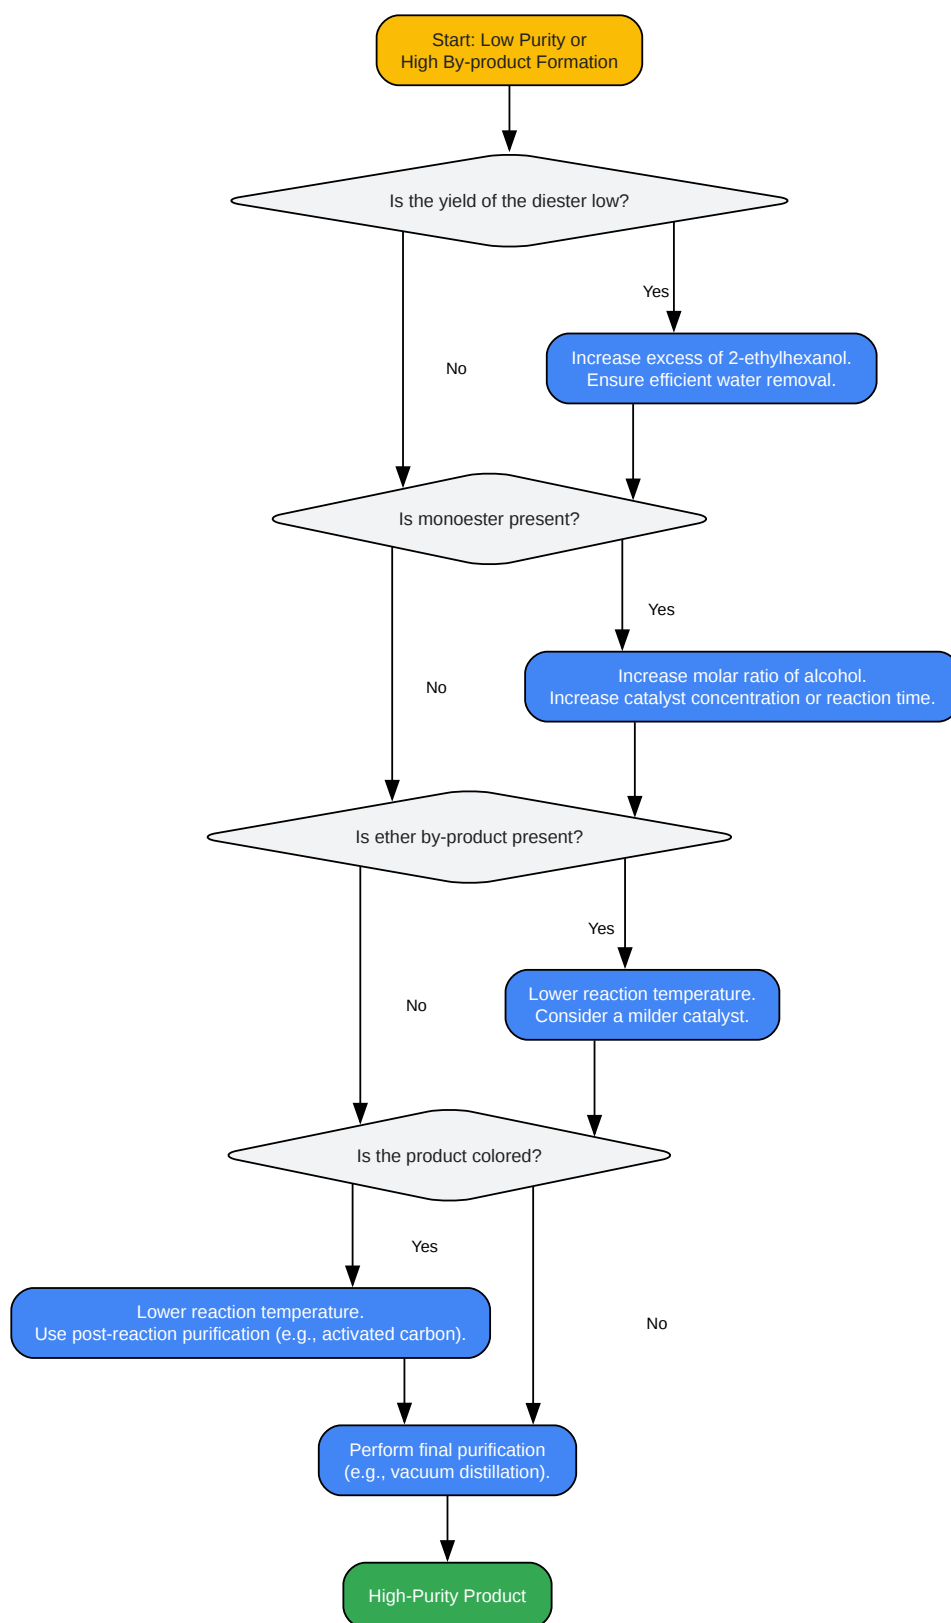 Start: Low Purity or
High By-product Formation
Is the yield of the diester low?
Yes
Increase excess of 2-ethylhexanol.
Ensure efficient water removal.
No
Is monoester present?
Yes
Increase molar ratio of alcohol.
Increase catalyst concentration or reaction time.
No
Is ether by-product present?
Yes
Lower reaction temperature.
Consider a milder catalyst.
No
Is the product colored?
Yes
Lower reaction temperature.
Use post-reaction purification (e.g., activated carbon).
No
Perform final purification
(e.g., vacuum distillation).
High-Purity Product